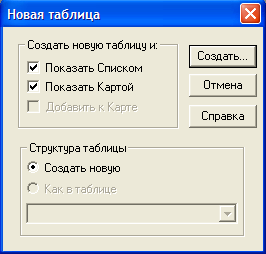 Новая таблица
Создать новую таблицу и:
Показать Списком
Показать Картой
Добавить к Карте
Создать...
Отмена
Справка
Структура таблицы
Создать новую
Как в таблице